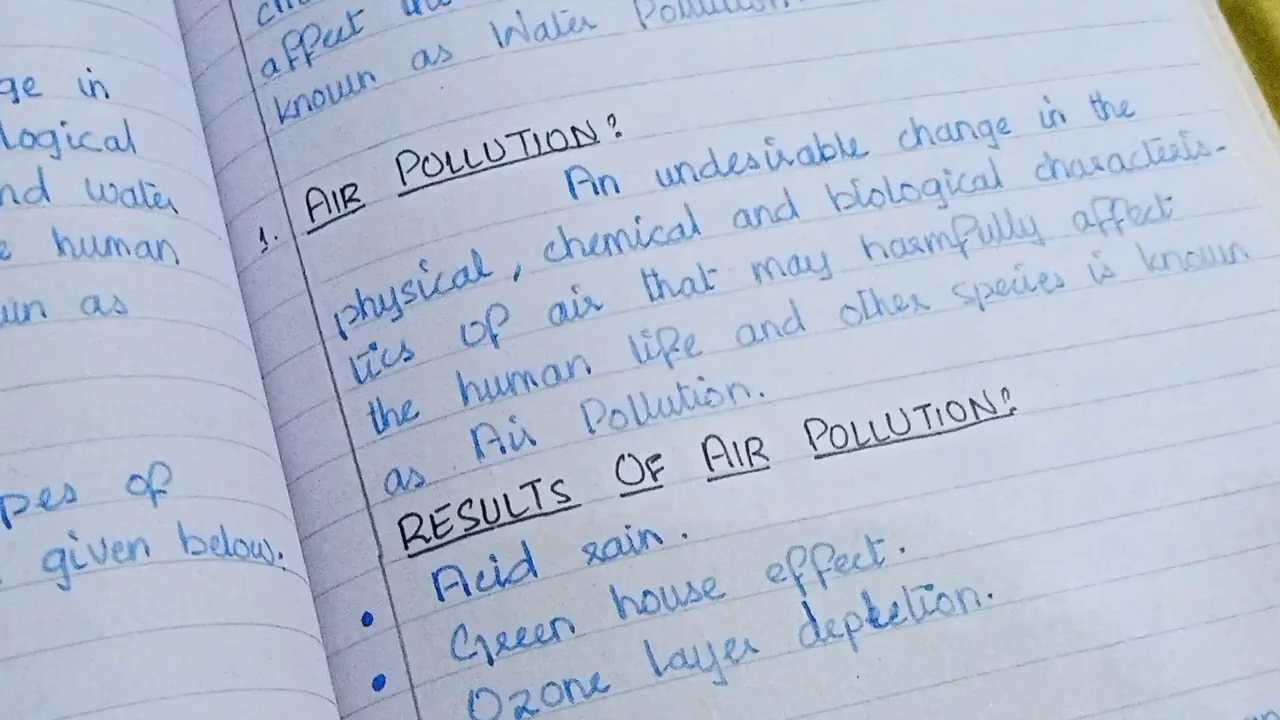 ge in
logical
nd water
human
as
pes of
given below.
affect
known as Water Pollution.
1. AIR POLLUTION:
An undesirable change in the
physical, chemical and biological characteris-
tics of air that may harmfully affect
the human life and other species is known
as Air Pollution.
RESULTS OF AIR POLLUTION:
Acid rain.
• Green house effect.
• Ozone layer depletion.